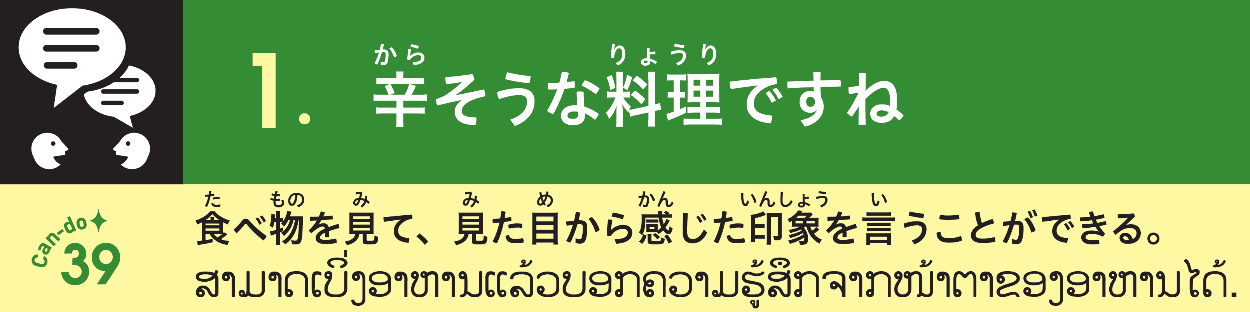 から りょうり
1. 辛そうな料理ですね
Can-do
39
た もの み み め かん いんしょう い
食べ物を見て、見た目から感じた印象を言うことができる。
ສາມາດເບິ່ງອາຫານແລ້ວບອກຄວາມຮູ້ສຶກຈາກໜ້າຕາຂອງອາຫານໄດ້.